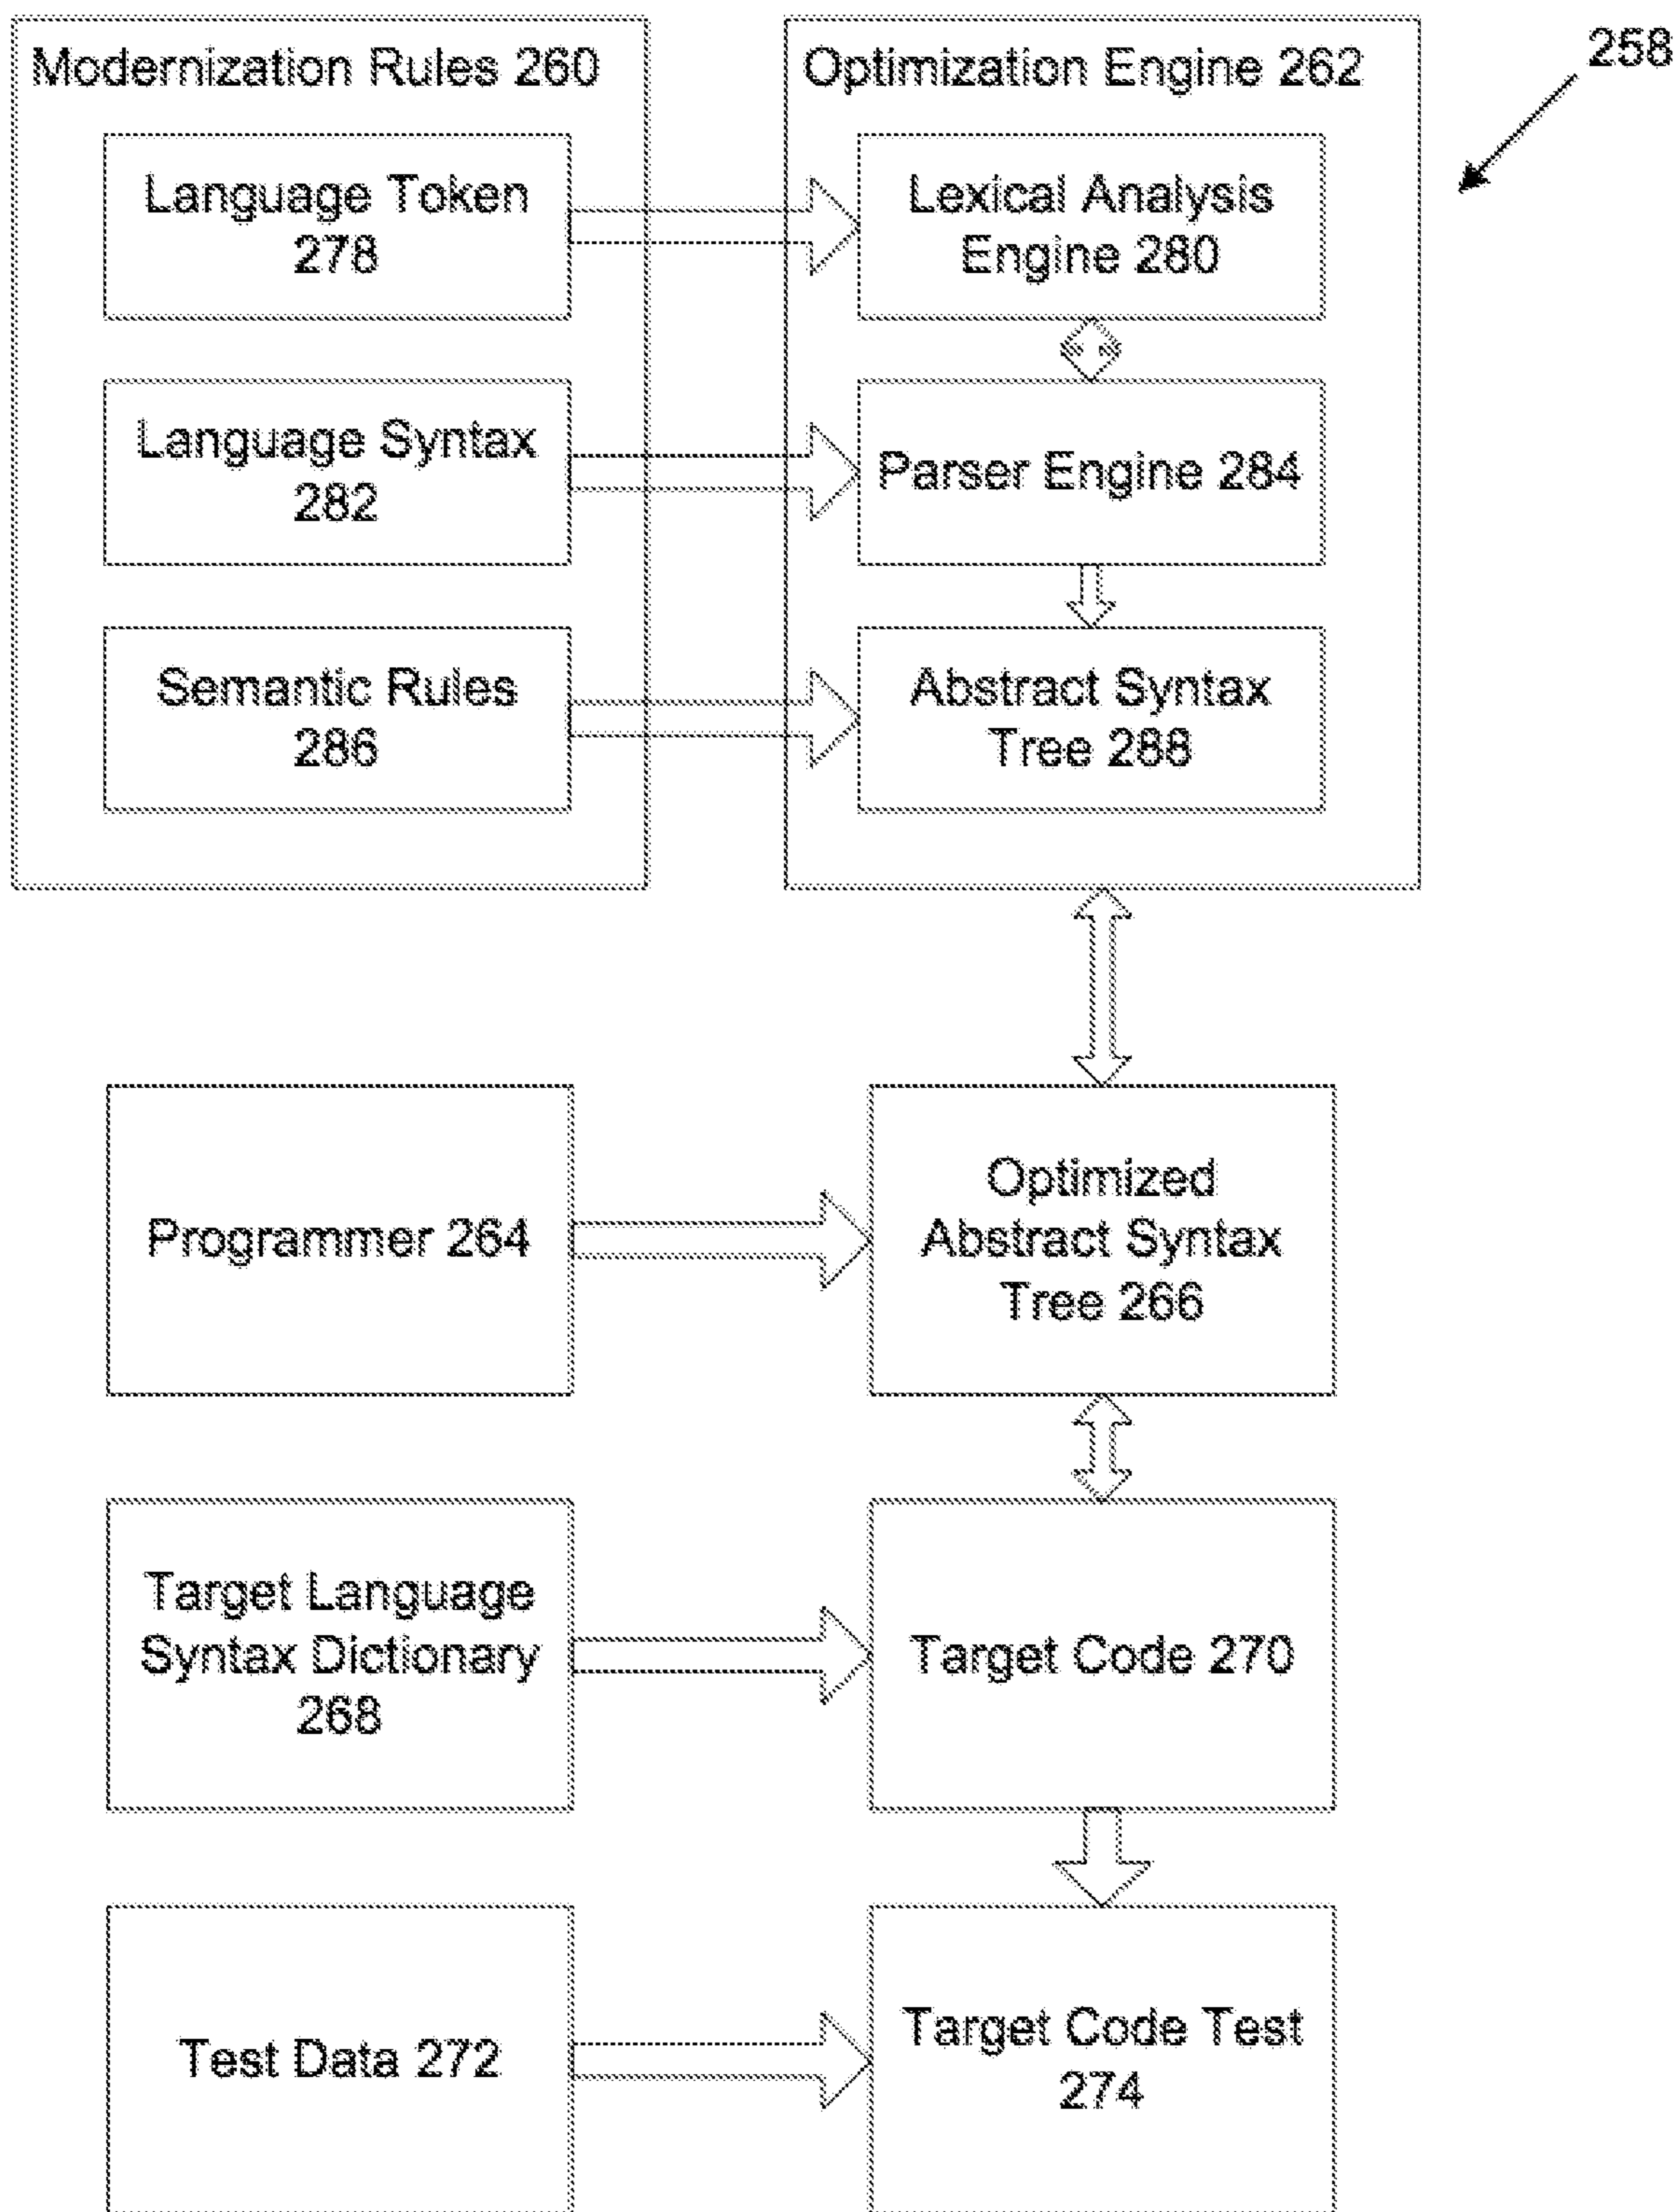 Modernization Rules 260
Optimization Engine 262
258
Language Token
278
Lexical Analysis
Engine 280
Language Syntax
282
Parser Engine 284
Semantic Rules
286
Abstract Syntax
Tree 288
Programmer 264
Optimized
Abstract Syntax
Tree 266
Target Language
Syntax Dictionary
268
Target Code 270
Test Data 272
Target Code Test
274